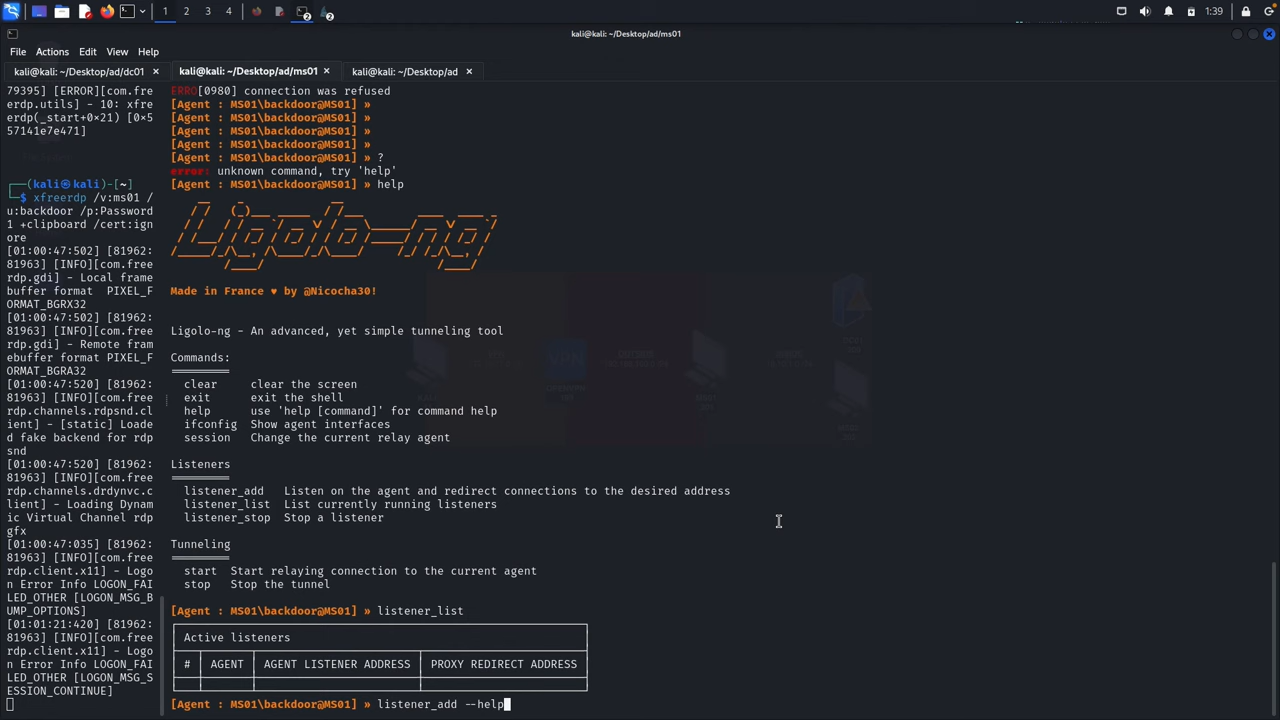 1
2
3
4
2
2
1:39
kali@kali: ~/Desktop/ad/ms01
File Actions Edit View Help
kali@kali: ~/Desktop/ad/dc01 × kali@kali: ~/Desktop/ad/ms01 × kali@kali: ~/Desktop/ad ×
79395] [ERROR][com.fre
erdp.utils] - 10: xfre
erdp(_start+0×21) [0×5
57141e7e471]
┌──(kali㉿kali)-[~]
└─$ xfreerdp /v:ms01 /
u:backdoor /p:Password
1 +clipboard /cert:ign
ore
[01:00:47:502] [81962:
81963] [INFO][com.free
rdp.gdi] - Local frame
buffer format  PIXEL_F
ORMAT_BGRX32
[01:00:47:502] [81962:
81963] [INFO][com.free
rdp.gdi] - Remote fram
ebuffer format PIXEL_F
ORMAT_BGRA32
[01:00:47:520] [81962:
81963] [INFO][com.free
rdp.channels.rdpsnd.cl
ient] - [static] Loade
d fake backend for rdp
snd
[01:00:47:520] [81962:
81963] [INFO][com.free
rdp.channels.drdynvc.c
lient] - Loading Dynam
ic Virtual Channel rdp
gfx
[01:00:47:035] [81962:
81963] [INFO][com.free
rdp.client.x11] - Logo
n Error Info LOGON_FAI
LED_OTHER [LOGON_MSG_B
UMP_OPTIONS]
[01:01:21:420] [81962:
81963] [INFO][com.free
rdp.client.x11] - Logo
n Error Info LOGON_FAI
LED_OTHER [LOGON_MSG_S
ESSION_CONTINUE]
ERRO[0980] connection was refused
[Agent : MS01\backdoor@MS01] »
[Agent : MS01\backdoor@MS01] »
[Agent : MS01\backdoor@MS01] »
[Agent : MS01\backdoor@MS01] »
[Agent : MS01\backdoor@MS01] » ?
error: unknown command, try 'help'
[Agent : MS01\backdoor@MS01] » help
Ligolo-ng
Made in France ♥ by @Nicocha30!
Ligolo-ng - An advanced, yet simple tunneling tool
Commands:
clear clear the screen
exit exit the shell
help use 'help [command]' for command help
ifconfig Show agent interfaces
session Change the current relay agent
Listeners
listener_add Listen on the agent and redirect connections to the desired address
listener_list List currently running listeners
listener_stop Stop a listener
Tunneling
start Start relaying connection to the current agent
stop Stop the tunnel
[Agent : MS01\backdoor@MS01] » listener_list
Active listeners
# AGENT AGENT LISTENER ADDRESS PROXY REDIRECT ADDRESS
[Agent : MS01\backdoor@MS01] » listener_add --help